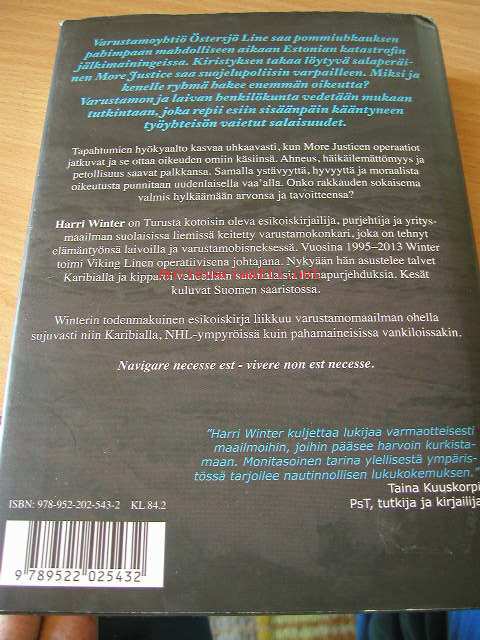 Varustamoyhtiö Östersjö Line saa pommiuhkauksen
pahimpaan mahdolliseen aikaan Estonian katastrofin
jälkimainingeissa. Kiristyksen takaa löytyvä salaperäi-
nen More Justice saa suojelupoliisin varpailleen. Miksi ja
kenelle ryhmä hakee enemmän oikeutta?
Varustamon ja laivan henkilökunta vedetään mukaan
tutkintaan, joka repii esiin sisäänpäin kääntyneen
työyhteisön vaietut salaisuudet.
Tapahtumien hyökyaalto kasvaa uhkaavasti, kun More Justicen operaatiot
jatkuvat ja se ottaa oikeuden omiin käsiinsä. Ahneus, häikäilemättömyys ja
petollisuus saavat palkkansa. Samalla ystävyyttä, hyvyyttä ja moraalista
oikeutusta punnitaan uudenlaisella vaa'alla. Onko rakkauden sokaisema
valmis hylkäämään arvonsa ja tavoitteensa?
Harri Winter on Turusta kotoisin oleva esikoiskirjailija, purjehtija ja yritys-
maailman suolaisissa liemissä keitetty varustamokonkari, joka on tehnyt
elämäntyönsä laivoilla ja varustamobisneksessä. Vuosina 1995–2013 Winter
toimi Viking Linen operatiivisena johtajana. Nykyään hän asustelee talvet
Karibialla ja kipparoi veneellään saaristolaisia lomapurjehduksia. Kesät
kuluvat Suomen saaristossa.
Winterin todenmakuinen esikoiskirja liikkuu varustamomaailman ohella
sujuvasti niin Karibialla, NHL-ympyröissä kuin pahamaineisissa vankiloissakin.
Navigare necesse est - vivere non est necesse.
"Harri Winter kuljettaa lukijaa varmaotteisesti
maailmoihin, joihin pääsee harvoin kurkista-
maan. Monitasoinen tarina ylellisestä ympäris-
tössä tarjoilee nautinnollisen lukukokemuksen."
Taina Kuuskorpi
PsT, tutkija ja kirjailija
ISBN: 978-952-202-543-2 KL 84.2
9 789522 025432